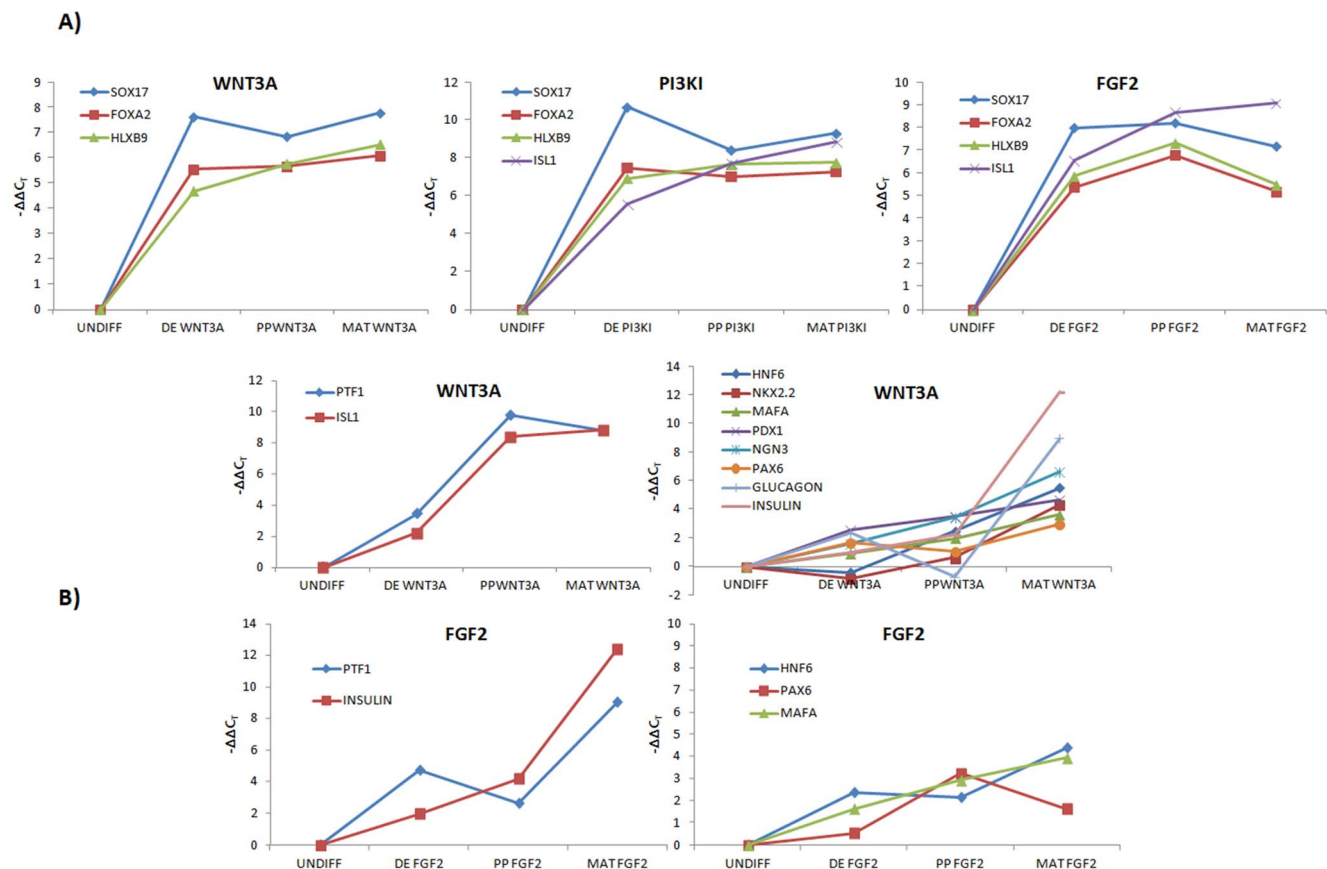 A)
WNT3A
SOX17
FOXA2
HLXB9
-ΔΔCT
9
8
7
6
5
4
3
2
1
0
UNDIFF DE WNT3A PPWNT3A MAT WNT3A
PI3KI
SOX17
FOXA2
HLXB9
ISL1
-ΔΔCT
12
10
8
6
4
2
0
UNDIFF DE PI3KI PP PI3KI MAT PI3KI
FGF2
SOX17
FOXA2
HLXB9
ISL1
-ΔΔCT
10
9
8
7
6
5
4
3
2
1
0
UNDIFF DE FGF2 PP FGF2 MAT FGF2
WNT3A
PTF1
ISL1
-ΔΔCT
12
10
8
6
4
2
0
UNDIFF DE WNT3A PPWNT3A MAT WNT3A
WNT3A
HNF6
NKX2.2
MAFA
PDX1
NGN3
PAX6
GLUCAGON
INSULIN
-ΔΔCT
14
12
10
8
6
4
2
0
-2
UNDIFF DE WNT3A PPWNT3A MAT WNT3A
B)
FGF2
PTF1
INSULIN
-ΔΔCT
14
12
10
8
6
4
2
0
UNDIFF DE FGF2 PP FGF2 MAT FGF2
FGF2
HNF6
PAX6
MAFA
-ΔΔCT
10
9
8
7
6
5
4
3
2
1
0
UNDIFF DE FGF2 PP FGF2 MAT FGF2